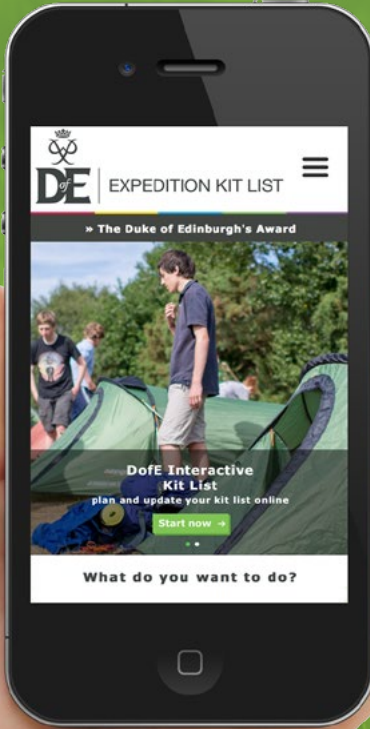 DofE
EXPEDITION KIT LIST
» The Duke of Edinburgh's Award
DofE Interactive
Kit List
plan and update your kit list online
Start now →
What do you want to do?